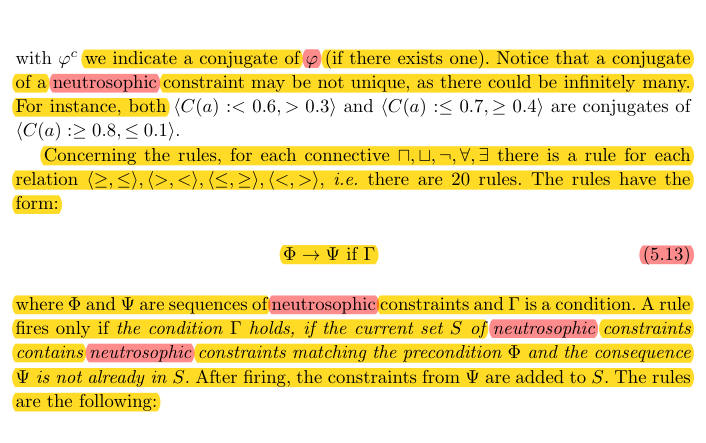 with φᶜ we indicate a conjugate of φ (if there exists one). Notice that a conjugate
of a neutrosophic constraint may be not unique, as there could be infinitely many.
For instance, both ⟨C(a) :< 0.6, > 0.3⟩ and ⟨C(a) :≤ 0.7, ≥ 0.4⟩ are conjugates of
⟨C(a) :≥ 0.8, ≤ 0.1⟩.
Concerning the rules, for each connective ⊓, ⊔, ¬, ∀, ∃ there is a rule for each
relation ⟨≥, ≤⟩, ⟨>, <⟩, ⟨≤, ≥⟩, ⟨<, >⟩, i.e. there are 20 rules. The rules have the
form:
Φ → Ψ if Γ (5.13)
where Φ and Ψ are sequences of neutrosophic constraints and Γ is a condition. A rule
fires only if the condition Γ holds, if the current set S of neutrosophic constraints
contains neutrosophic constraints matching the precondition Φ and the consequence
Ψ is not already in S. After firing, the constraints from Ψ are added to S. The rules
are the following: